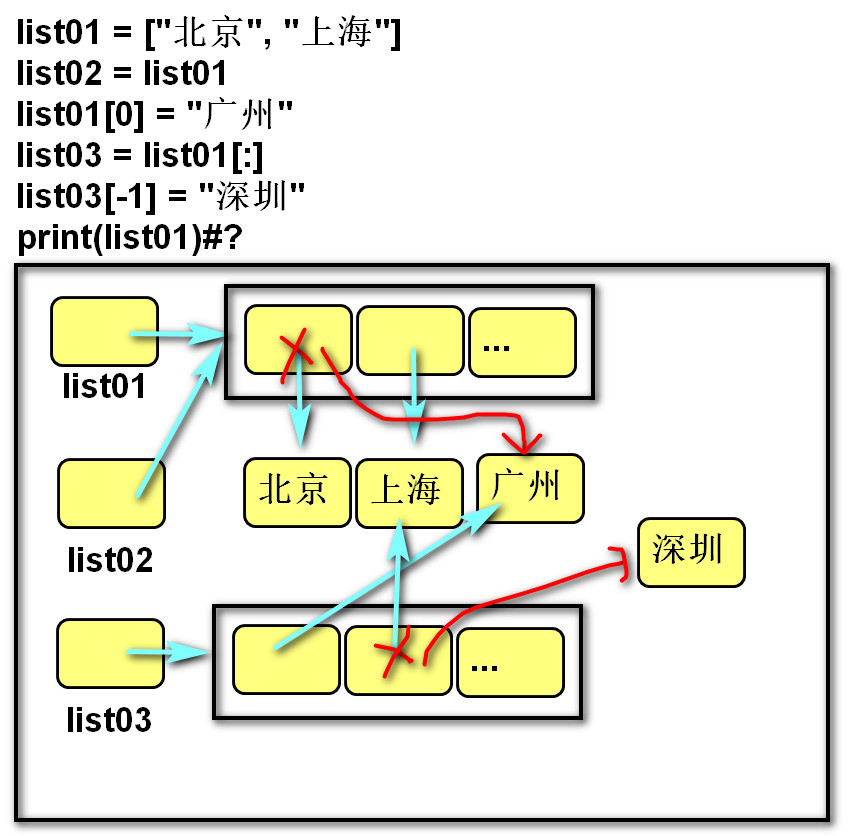 list01 = ["北京", "上海"]
list02 = list01
list01[0] = "广州"
list03 = list01[:]
list03[-1] = "深圳"
print(list01)#?
...
list01
北京 上海 广州
list02
深圳
...
list03